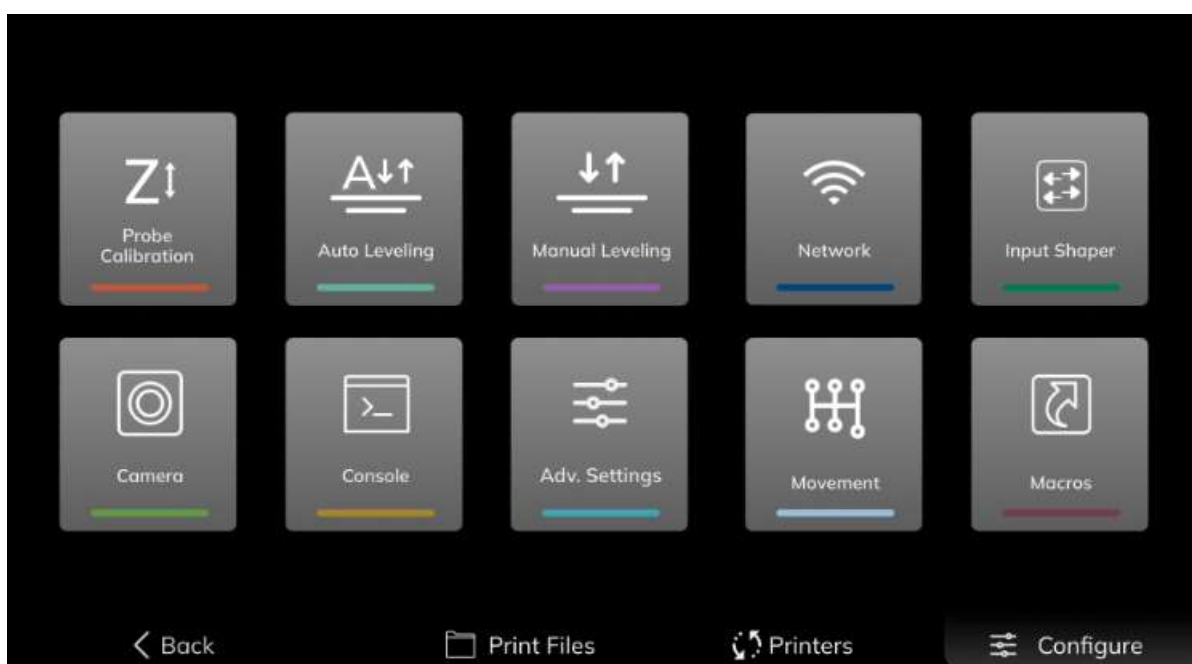 Z
Probe
Calibration
A
Auto Leveling
Manual Leveling
Network
Input Shaper
Camera
>_
Console
Adv. Settings
Movement
Macros
Back
Print Files
Printers
Configure